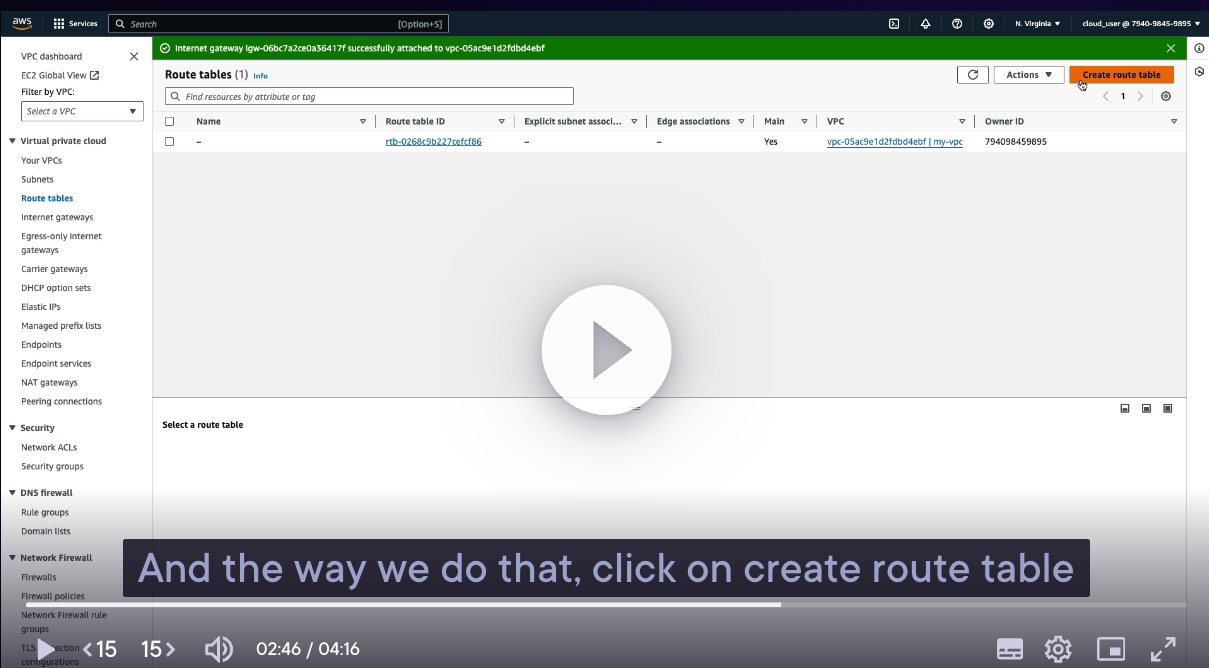 aws
Services
Search
[Option+S]
N. Virginia
cloud_user @ 7940-9845-9895
VPC dashboard
EC2 Global View
Filter by VPC:
Select a VPC
Virtual private cloud
Your VPCs
Subnets
Route tables
Internet gateways
Egress-only internet
gateways
Carrier gateways
DHCP option sets
Elastic IPs
Managed prefix lists
Endpoints
Endpoint services
NAT gateways
Peering connections
Security
Network ACLs
Security groups
DNS firewall
Rule groups
Domain lists
Network Firewall
Firewalls
Firewall policies
Network Firewall rule
groups
configurations
Internet gateway igw-06bc7a2ce0a36417f successfully attached to vpc-05ac9e1d2fdbd4ebf
Route tables (1) Info
Actions
Create route table
Find resources by attribute or tag
1
Name
Route table ID
Explicit subnet associ...
Edge associations
Main
VPC
Owner ID
–
rtb-0268c9b227cefcf86
–
–
Yes
vpc-05ac9e1d2fdbd4ebf | my-vpc
794098459895
Select a route table
And the way we do that, click on create route table
15
15
02:46 / 04:16